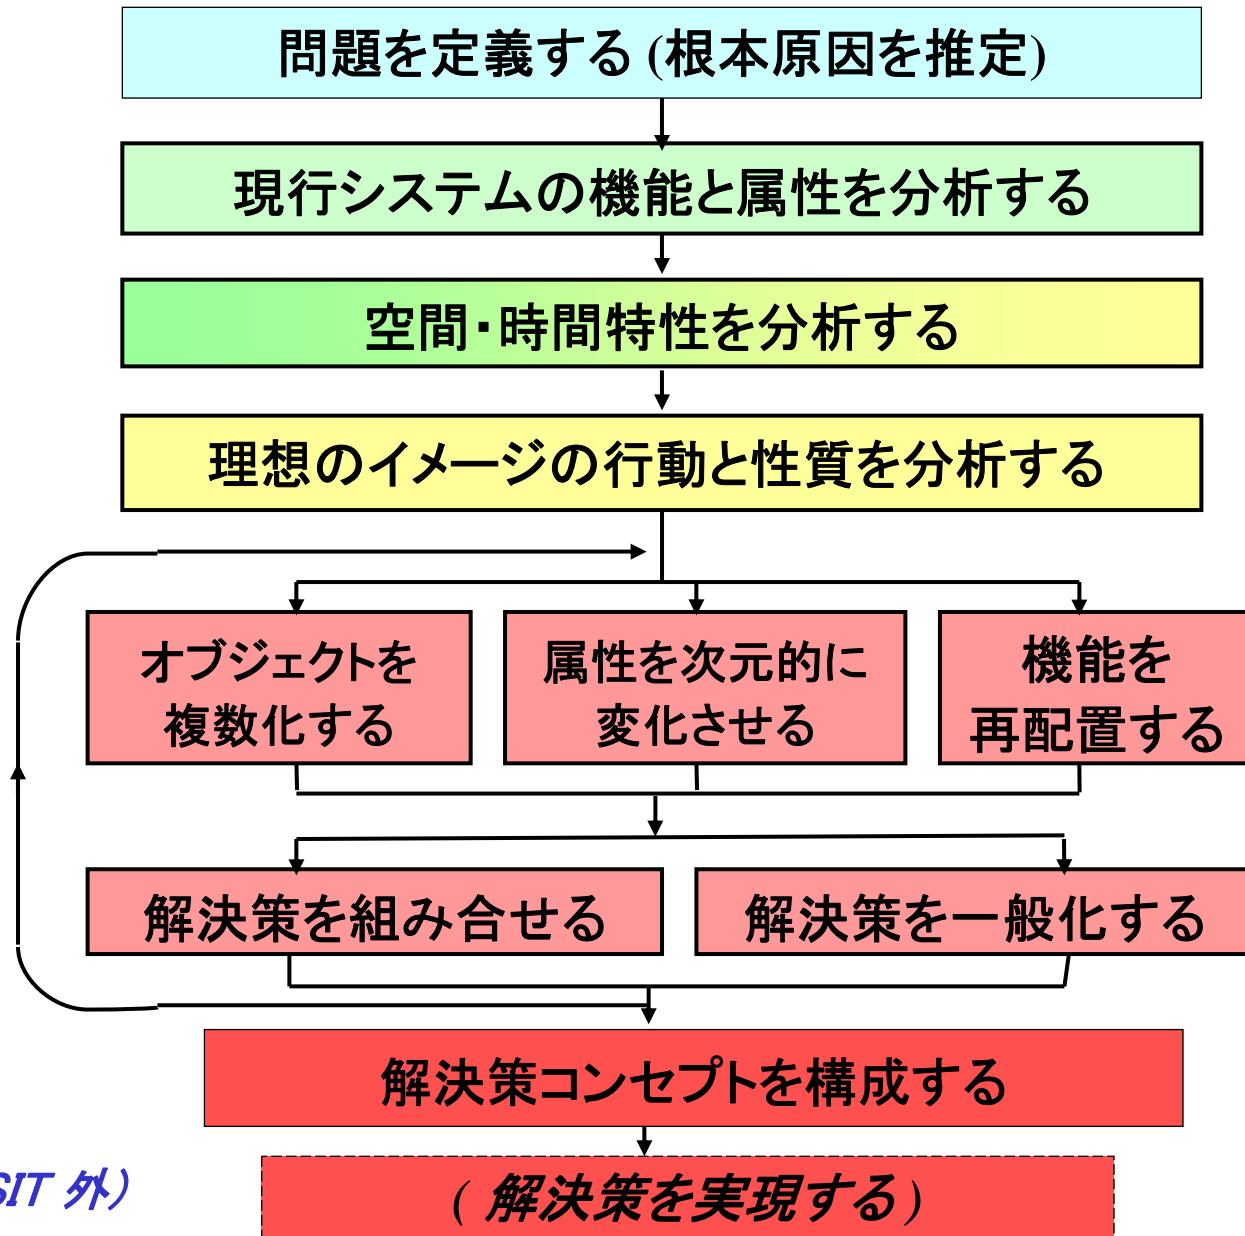 問題を定義する (根本原因を推定)
現行システムの機能と属性を分析する
空間・時間特性を分析する
理想のイメージの行動と性質を分析する
オブジェクトを
複数化する
属性を次元的に
変化させる
機能を
再配置する
解決策を組み合せる
解決策を一般化する
解決策コンセプトを構成する
SIT 外)
( 解決策を実現する )